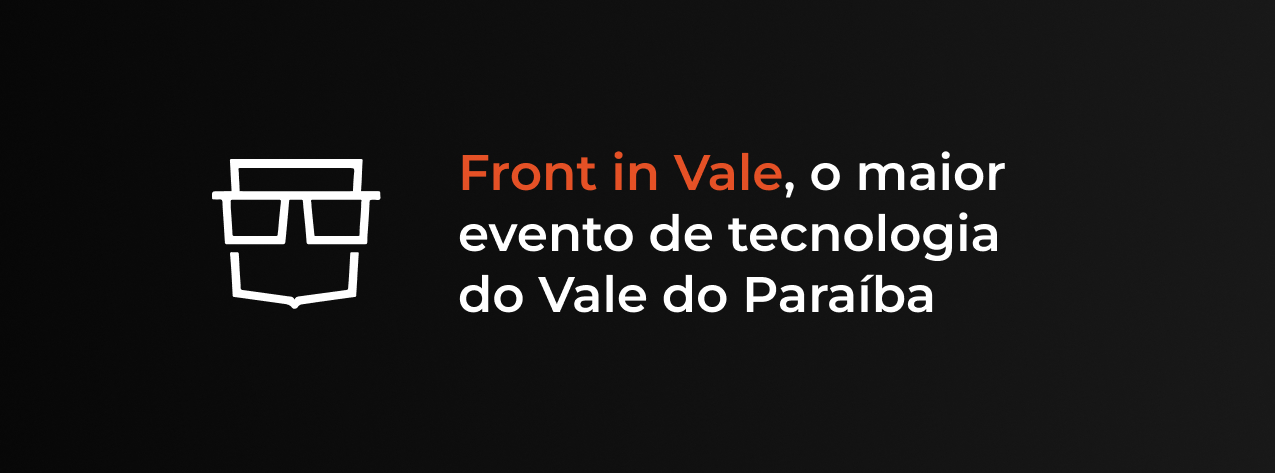 Front in Vale, o maior
evento de tecnologia
do Vale do Paraíba